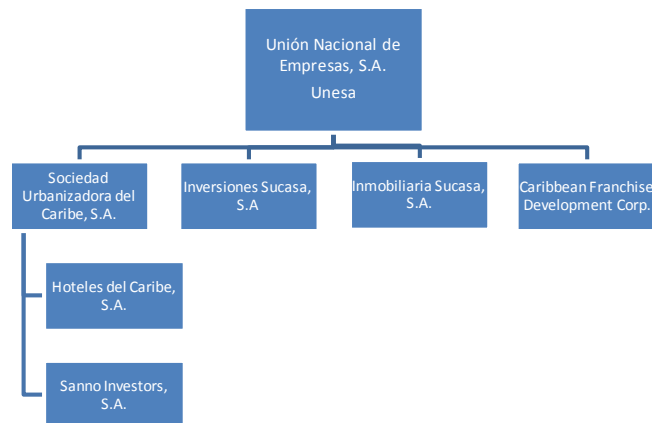 Unión Nacional de
Empresas, S.A.
Unesa
Sociedad
Urbanizadora del
Caribe, S.A.
Inversiones Sucasa,
S.A
Inmobiliaria Sucasa,
S.A.
Caribbean Franchise
Development Corp.
Hoteles del Caribe,
S.A.
Sanno Investors,
S.A.